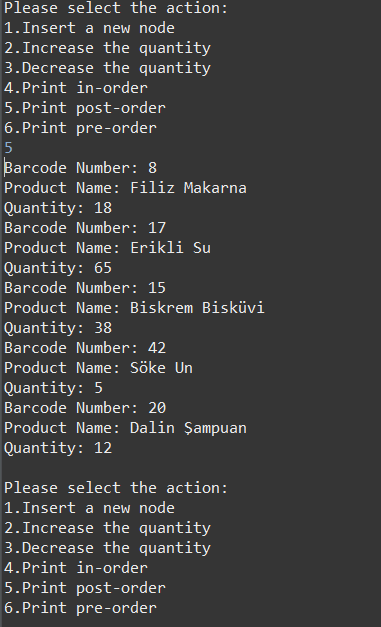 Please select the action:
1.Insert a new node
2.Increase the quantity
3.Decrease the quantity
4.Print in-order
5.Print post-order
6.Print pre-order
5
Barcode Number: 8
Product Name: Filiz Makarna
Quantity: 18
Barcode Number: 17
Product Name: Erikli Su
Quantity: 65
Barcode Number: 15
Product Name: Biskrem Bisküvi
Quantity: 38
Barcode Number: 42
Product Name: Söke Un
Quantity: 5
Barcode Number: 20
Product Name: Dalin Şampuan
Quantity: 12
Please select the action:
1.Insert a new node
2.Increase the quantity
3.Decrease the quantity
4.Print in-order
5.Print post-order
6.Print pre-order